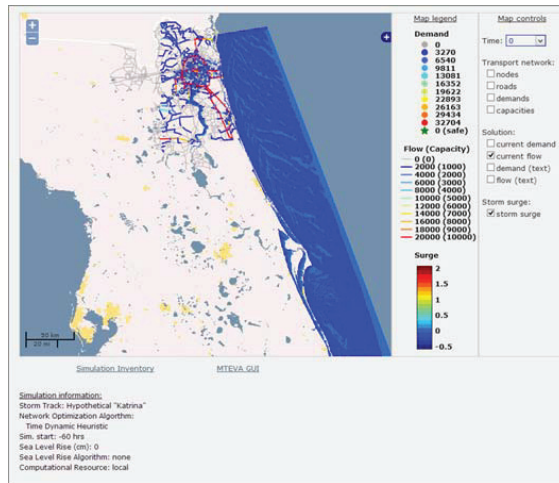 +
−
50 km
20 m
Map legend
Demand
0
3270
6540
9811
13081
16352
19622
22893
26163
29434
32704
0 (safe)
Flow (Capacity)
0 (0)
2000 (1000)
4000 (2000)
6000 (3000)
8000 (4000)
10000 (5000)
12000 (6000)
14000 (7000)
16000 (8000)
18000 (9000)
20000 (10000)
Surge
2
1.5
1
0.5
0
-0.5
Map controls
Time: 0
Transport network:
nodes
roads
demands
capacities
Solution:
current demand
current flow
demand (text)
flow (text)
Storm surge:
storm surge
Simulation Inventory MTEVA GUI
Simulation information:
Storm Track: Hypothetical "Katrina"
Network Optimization Algorthm:
Time Dynamic Heuristic
Sim. start: -60 hrs
Sea Level Rise (cm): 0
Sea Level Rise Algorithm: none
Computational Resource: local